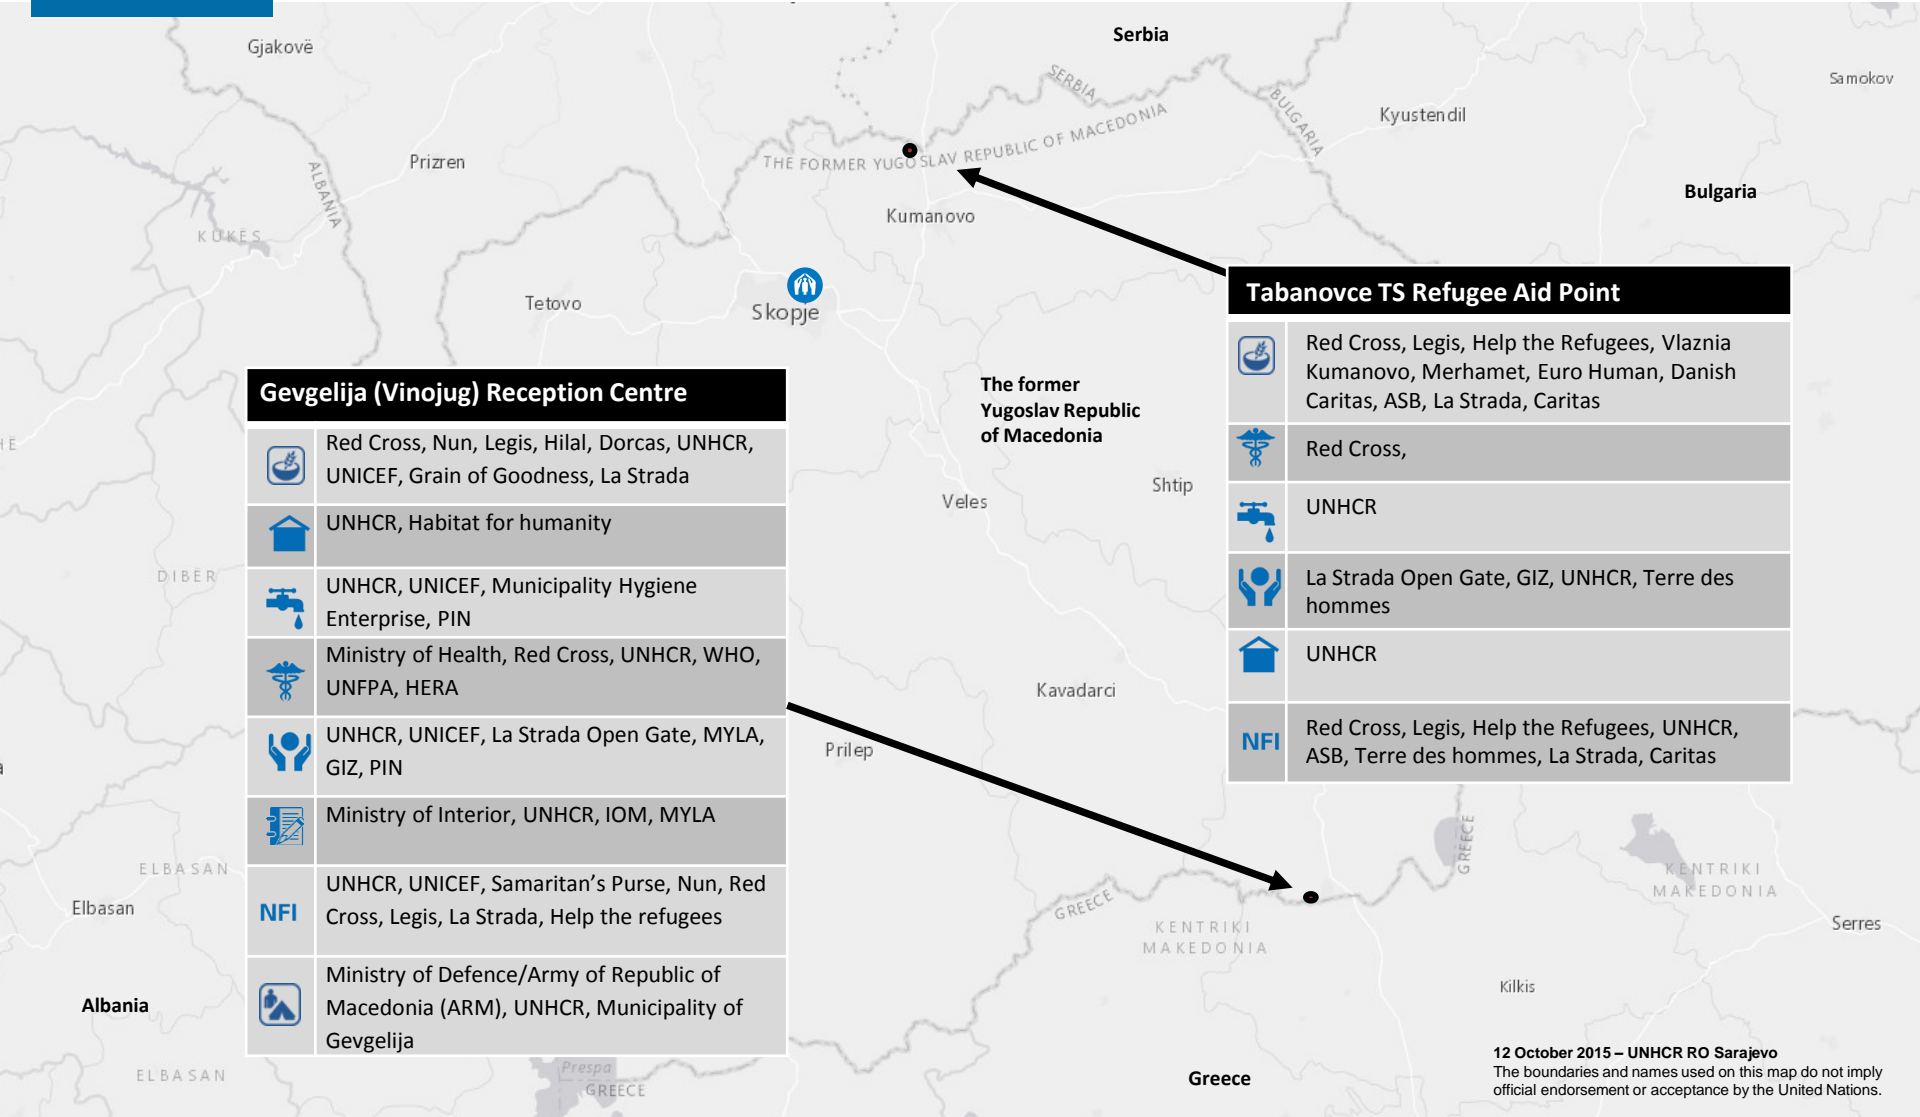 Serbia
Gjakovë
SERBIA
Samokov
BULGARIA
Kyustendil
THE FORMER YUGOSLAV REPUBLIC OF MACEDONIA
Prizren
ALBANIA
Bulgaria
Kumanovo
KUKËS
Tetovo
Skopje
Tabanovce TS Refugee Aid Point
Red Cross, Legis, Help the Refugees, Vlaznia
Kumanovo, Merhamet, Euro Human, Danish
Caritas, ASB, La Strada, Caritas
Red Cross,
UNHCR
La Strada Open Gate, GIZ, UNHCR, Terre des
hommes
UNHCR
NFI
Red Cross, Legis, Help the Refugees, UNHCR,
ASB, Terre des hommes, La Strada, Caritas
Gevgelija (Vinojug) Reception Centre
Red Cross, Nun, Legis, Hilal, Dorcas, UNHCR,
UNICEF, Grain of Goodness, La Strada
UNHCR, Habitat for humanity
UNHCR, UNICEF, Municipality Hygiene
Enterprise, PIN
Ministry of Health, Red Cross, UNHCR, WHO,
UNFPA, HERA
UNHCR, UNICEF, La Strada Open Gate, MYLA,
GIZ, PIN
Ministry of Interior, UNHCR, IOM, MYLA
NFI
UNHCR, UNICEF, Samaritan’s Purse, Nun, Red
Cross, Legis, La Strada, Help the refugees
Ministry of Defence/Army of Republic of
Macedonia (ARM), UNHCR, Municipality of
Gevgelija
The former
Yugoslav Republic
of Macedonia
Shtip
Veles
DIBËR
Kavadarci
Prilep
GREECE
ELBASAN
KENTRIKI
MAKEDONIA
Elbasan
GREECE
KENTRIKI
MAKEDONIA
Serres
Kilkis
Albania
ELBASAN
Prespa
GREECE
Greece
12 October 2015 – UNHCR RO Sarajevo
The boundaries and names used on this map do not imply
official endorsement or acceptance by the United Nations.